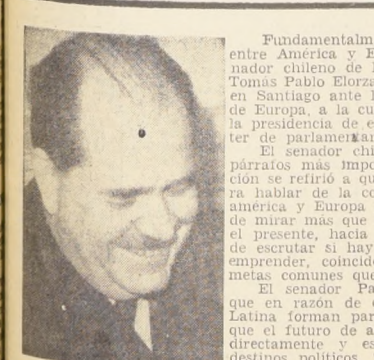 Fundamentalm
entre América y E
nador chileno de
Tomás Pablo Elorza
en Santiago ante
de Europa, a la cu
la presidencia de e
ter de parlamentar
El senador chi
párrafos más impo
ción se refirió a qu
ra hablar de la co
américa y Europa
de mirar más que
el presente, hacia
de escrutar si hay
emprender, coincid
metas comunes que
El senador Pa
que en razón de
Latina forman par
que el futuro de a
directamente y es
destinos políticos